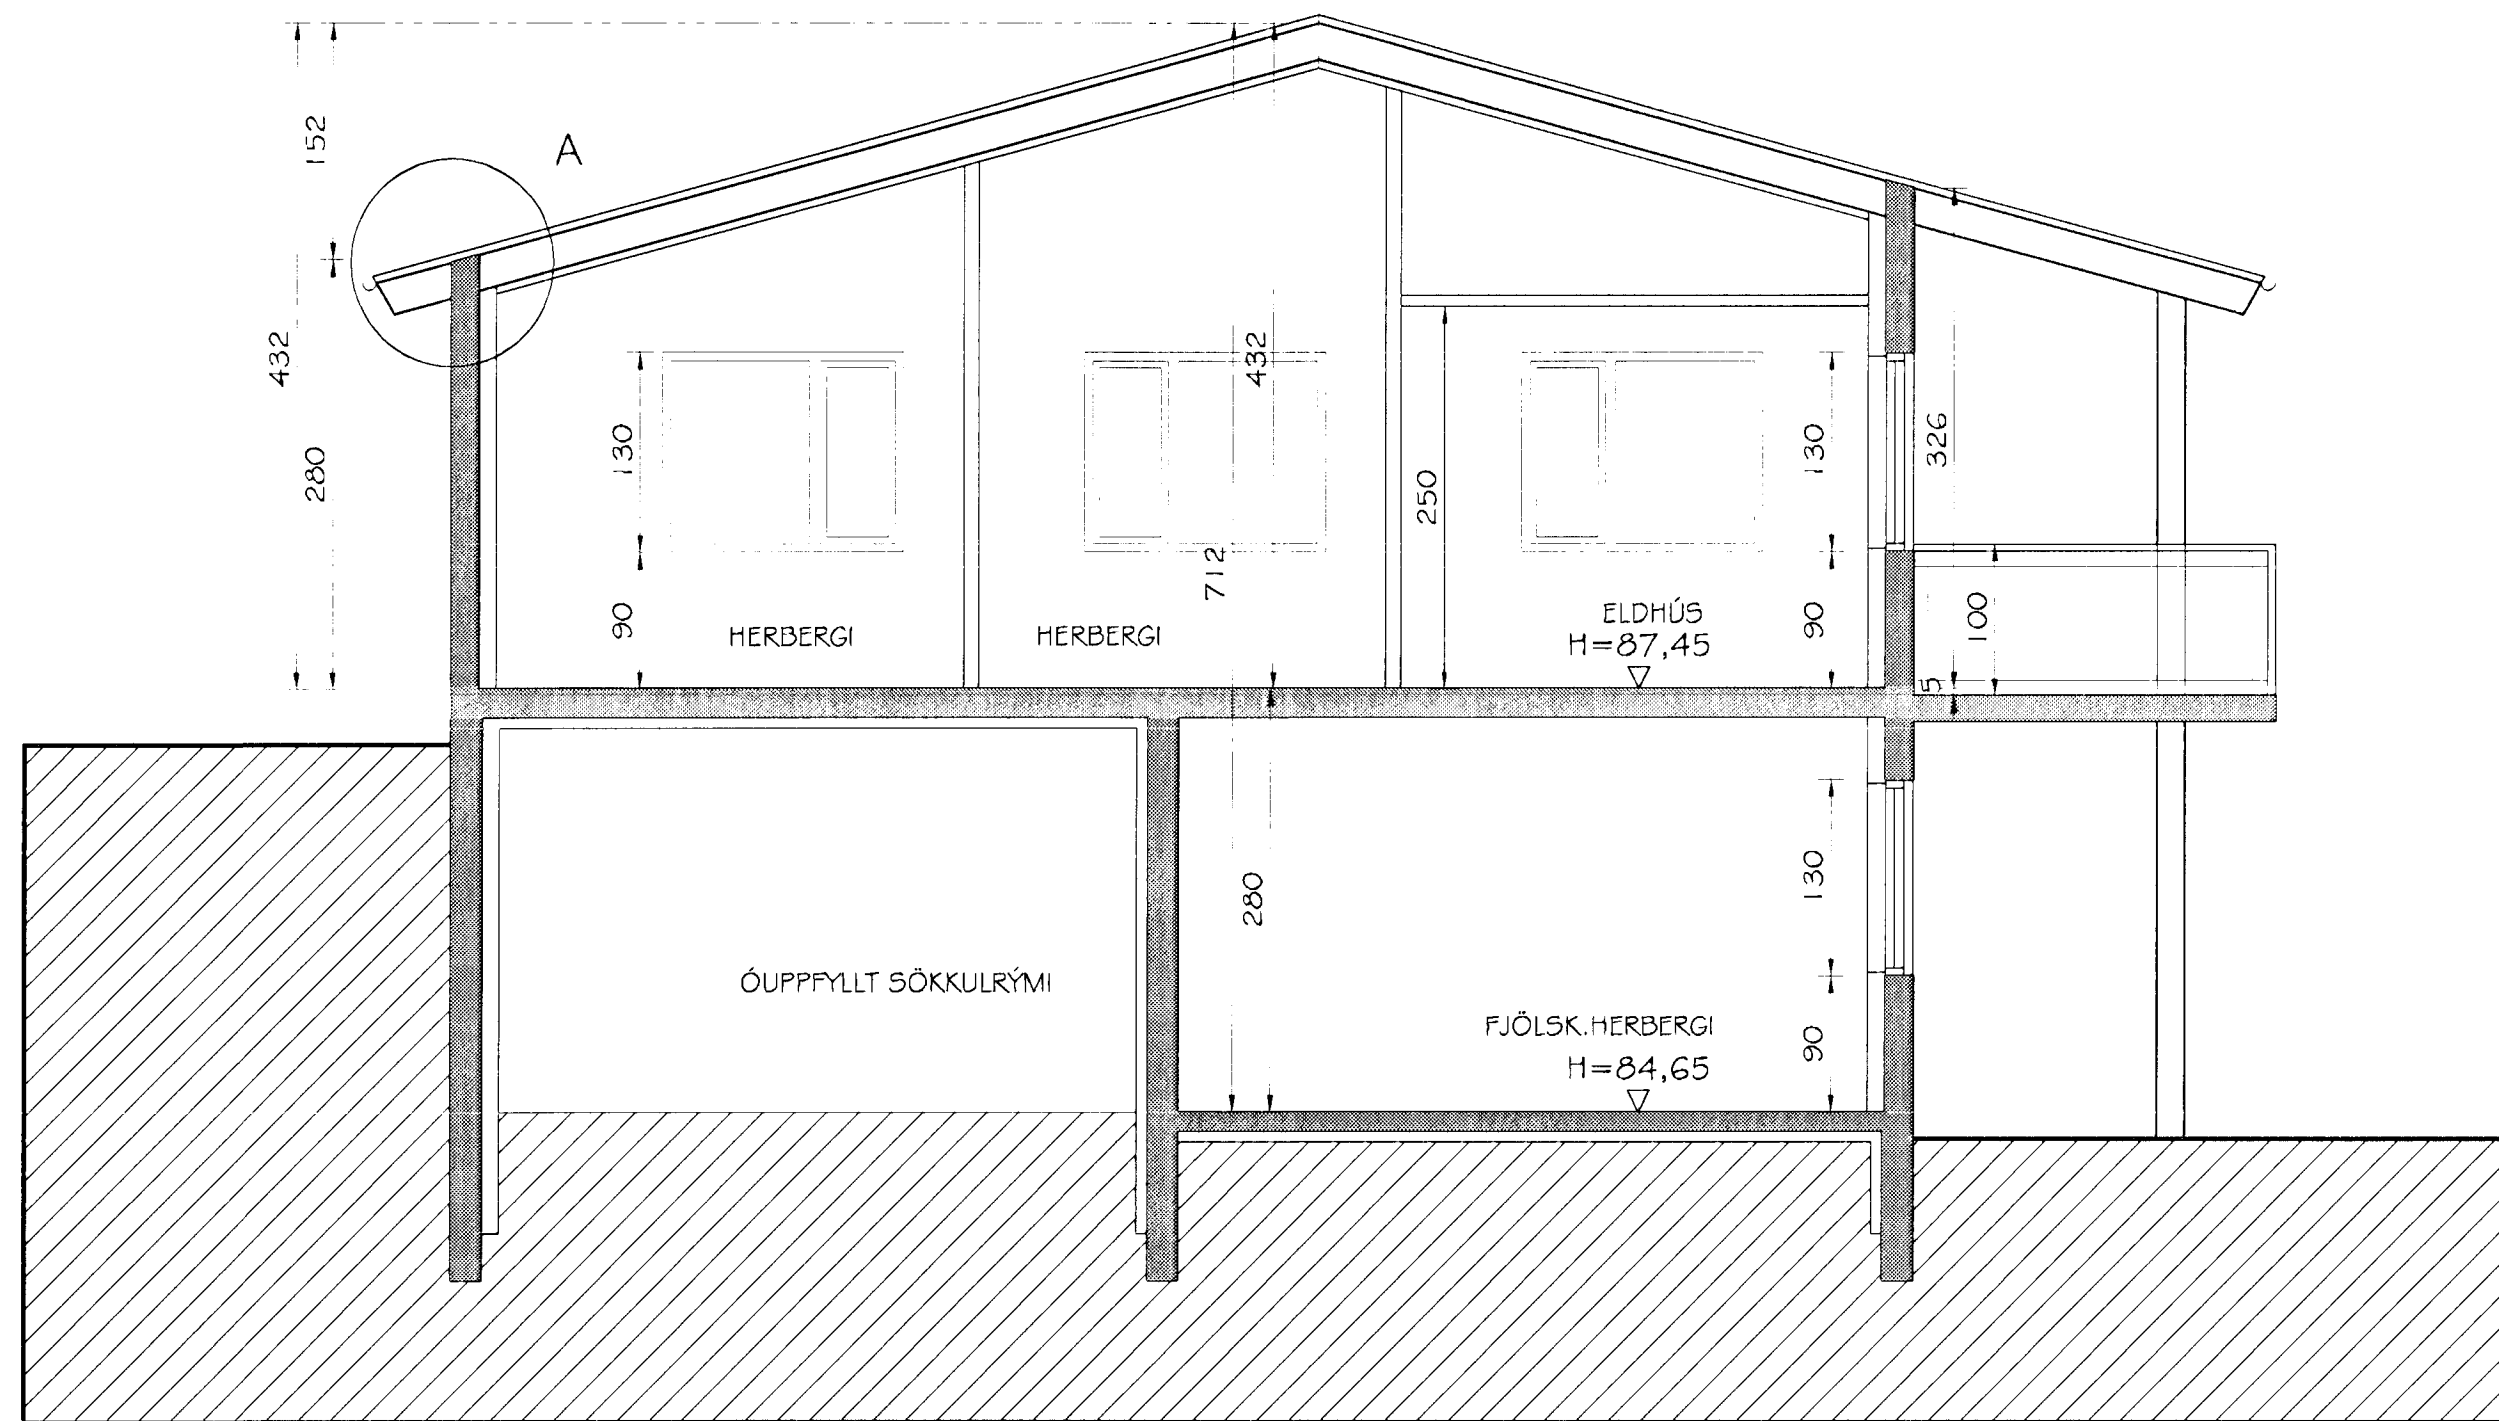 152
A
432
280
130
90
HERBERGI
432
712
HERBERGI
250
ELDHÚS
H=87,45
130
90
326
5
100
280
ÓUPPFYLLT SÖKKULRÝMI
130
FJÖLSK.HERBERGI
H=84,65
90